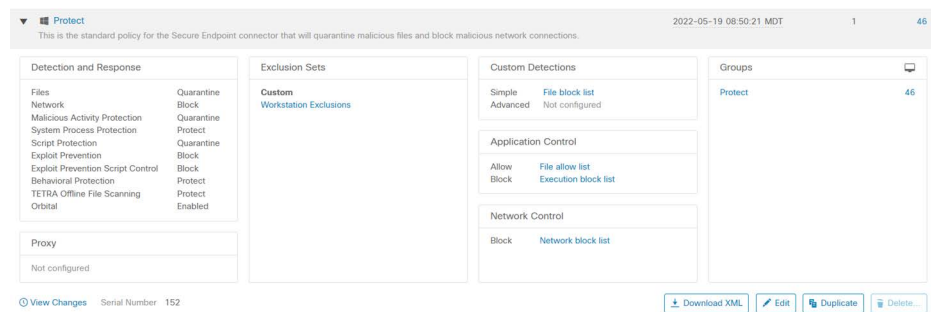 Protect 2022-05-19 08:50:21 MDT 1 46
This is the standard policy for the Secure Endpoint connector that will quarantine malicious files and block malicious network connections.
Detection and Response
Files Quarantine
Network Block
Malicious Activity Protection Quarantine
System Process Protection Protect
Script Protection Quarantine
Exploit Prevention Block
Exploit Prevention Script Control Block
Behavioral Protection Protect
TETRA Offline File Scanning Protect
Orbital Enabled
Proxy
Not configured
Exclusion Sets
Custom
Workstation Exclusions
Custom Detections
Simple File block list
Advanced Not configured
Application Control
Allow File allow list
Block Execution block list
Network Control
Block Network block list
Groups
Protect 46
View Changes Serial Number 152 Download XML Edit Duplicate Delete...